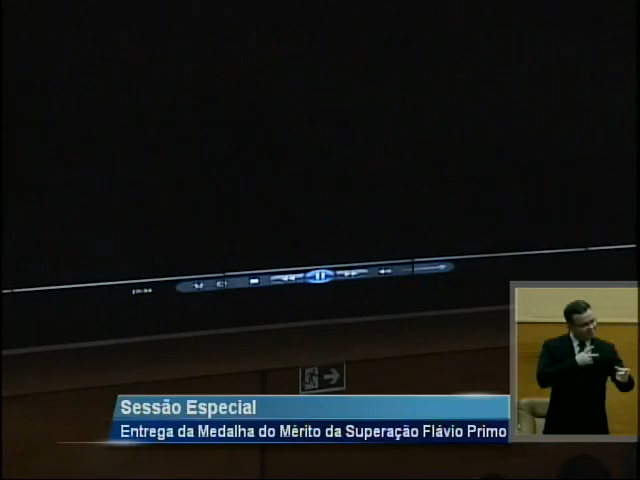 Sessão Especial
Entrega da Medalha do Mérito da Superação Flávio Primo